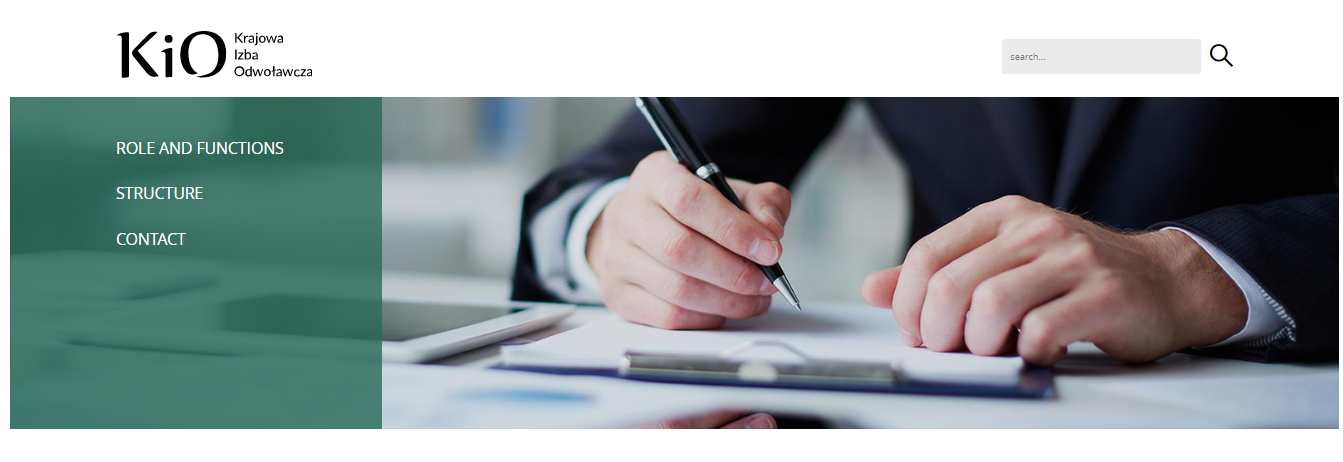 KiO
Krajowa
Izba
Odwoławcza
search...
ROLE AND FUNCTIONS
STRUCTURE
CONTACT